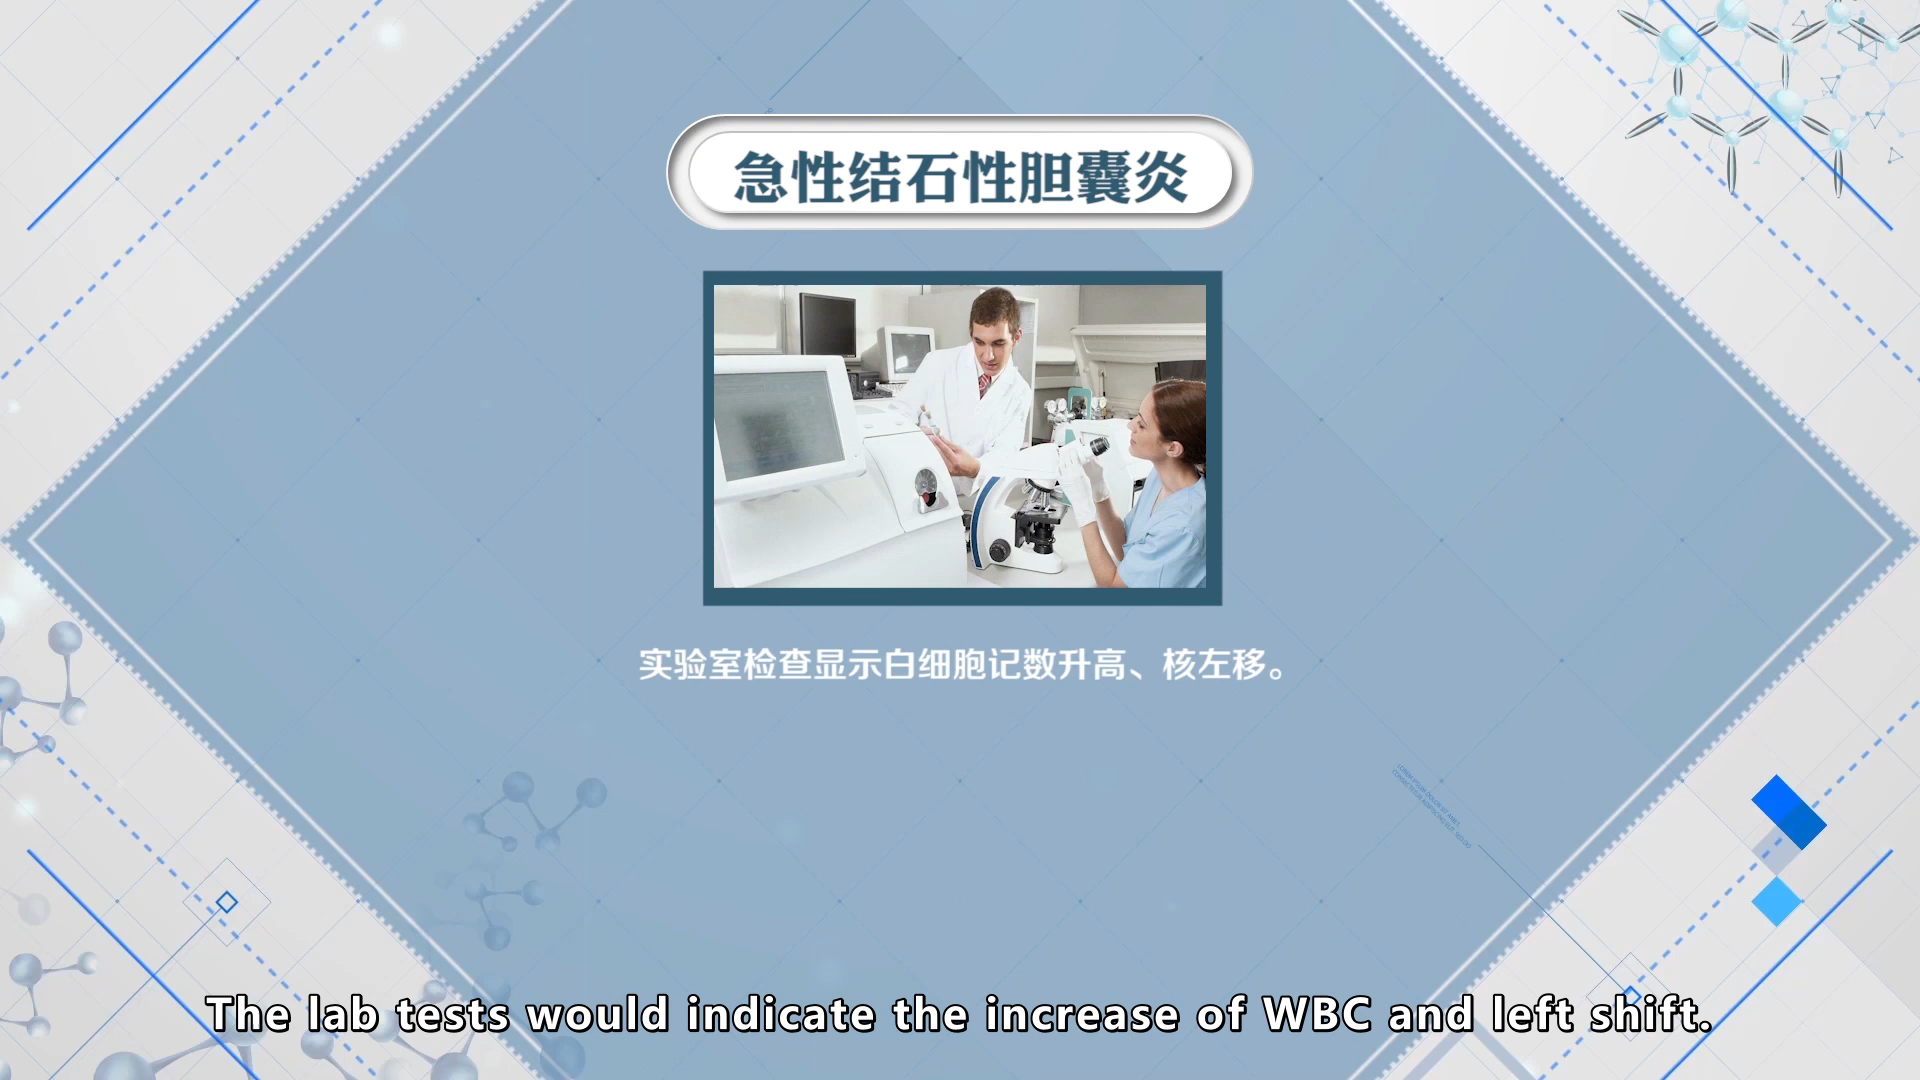 急性结石性胆囊炎
实验室检查显示白细胞记数升高、核左移。
The lab tests would indicate the increase of WBC and left shift.